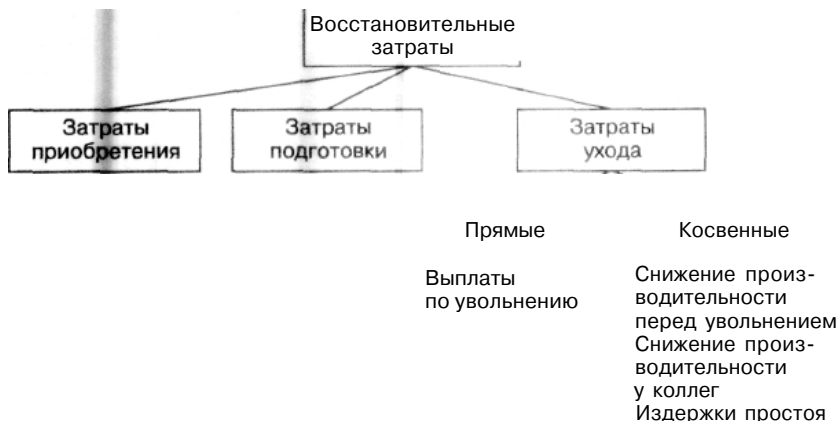 Восстановительные
затраты
Затраты
приобретения
Затраты
подготовки
Затраты
ухода
Прямые
Косвенные
Выплаты
по увольнению
Снижение произ-
водительности
перед увольнением
Снижение произ-
водительности
у коллег
Издержки простоя